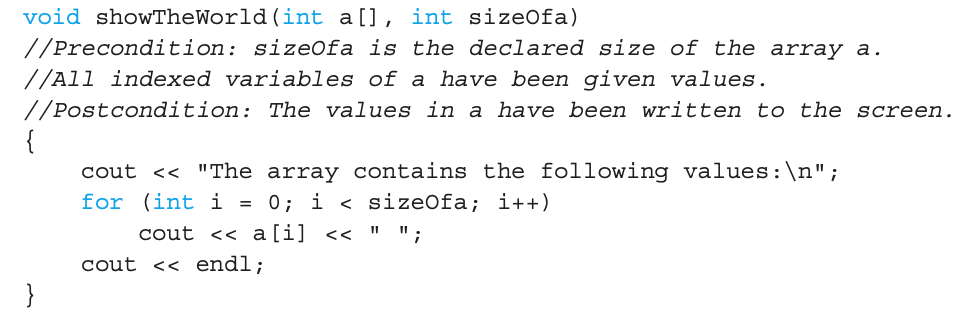 void showTheWorld(int a[], int sizeOfa)
//Precondition: sizeOfa is the declared size of the array a.
//All indexed variables of a have been given values.
//Postcondition: The values in a have been written to the screen.
{
    cout << "The array contains the following values:\n";
    for (int i = 0; i < sizeOfa; i++)
        cout << a[i] << " ";
    cout << endl;
}